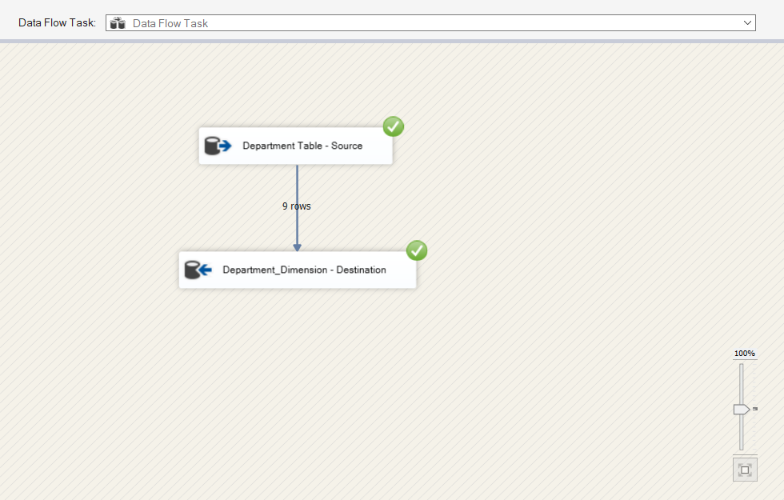 Data Flow Task: Data Flow Task
Department Table - Source
9 rows
Department_Dimension - Destination
100%